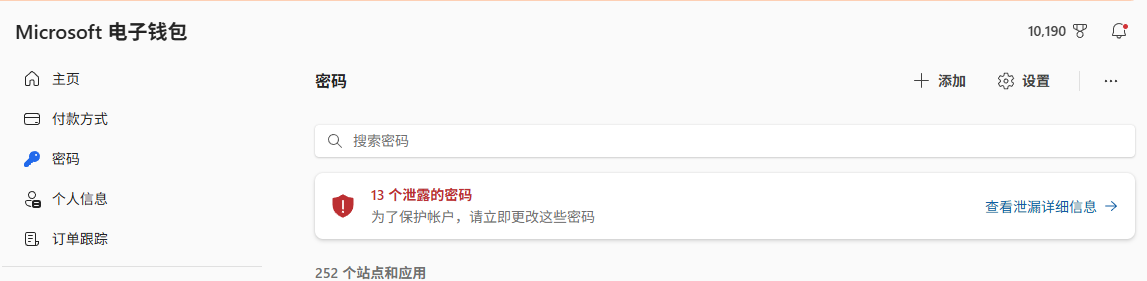 Microsoft 电子钱包
10,190
主页
付款方式
密码
个人信息
订单跟踪
密码
添加
设置
搜索密码
13 个泄露的密码
为了保护帐户，请立即更改这些密码
查看泄漏详细信息
252 个站点和应用